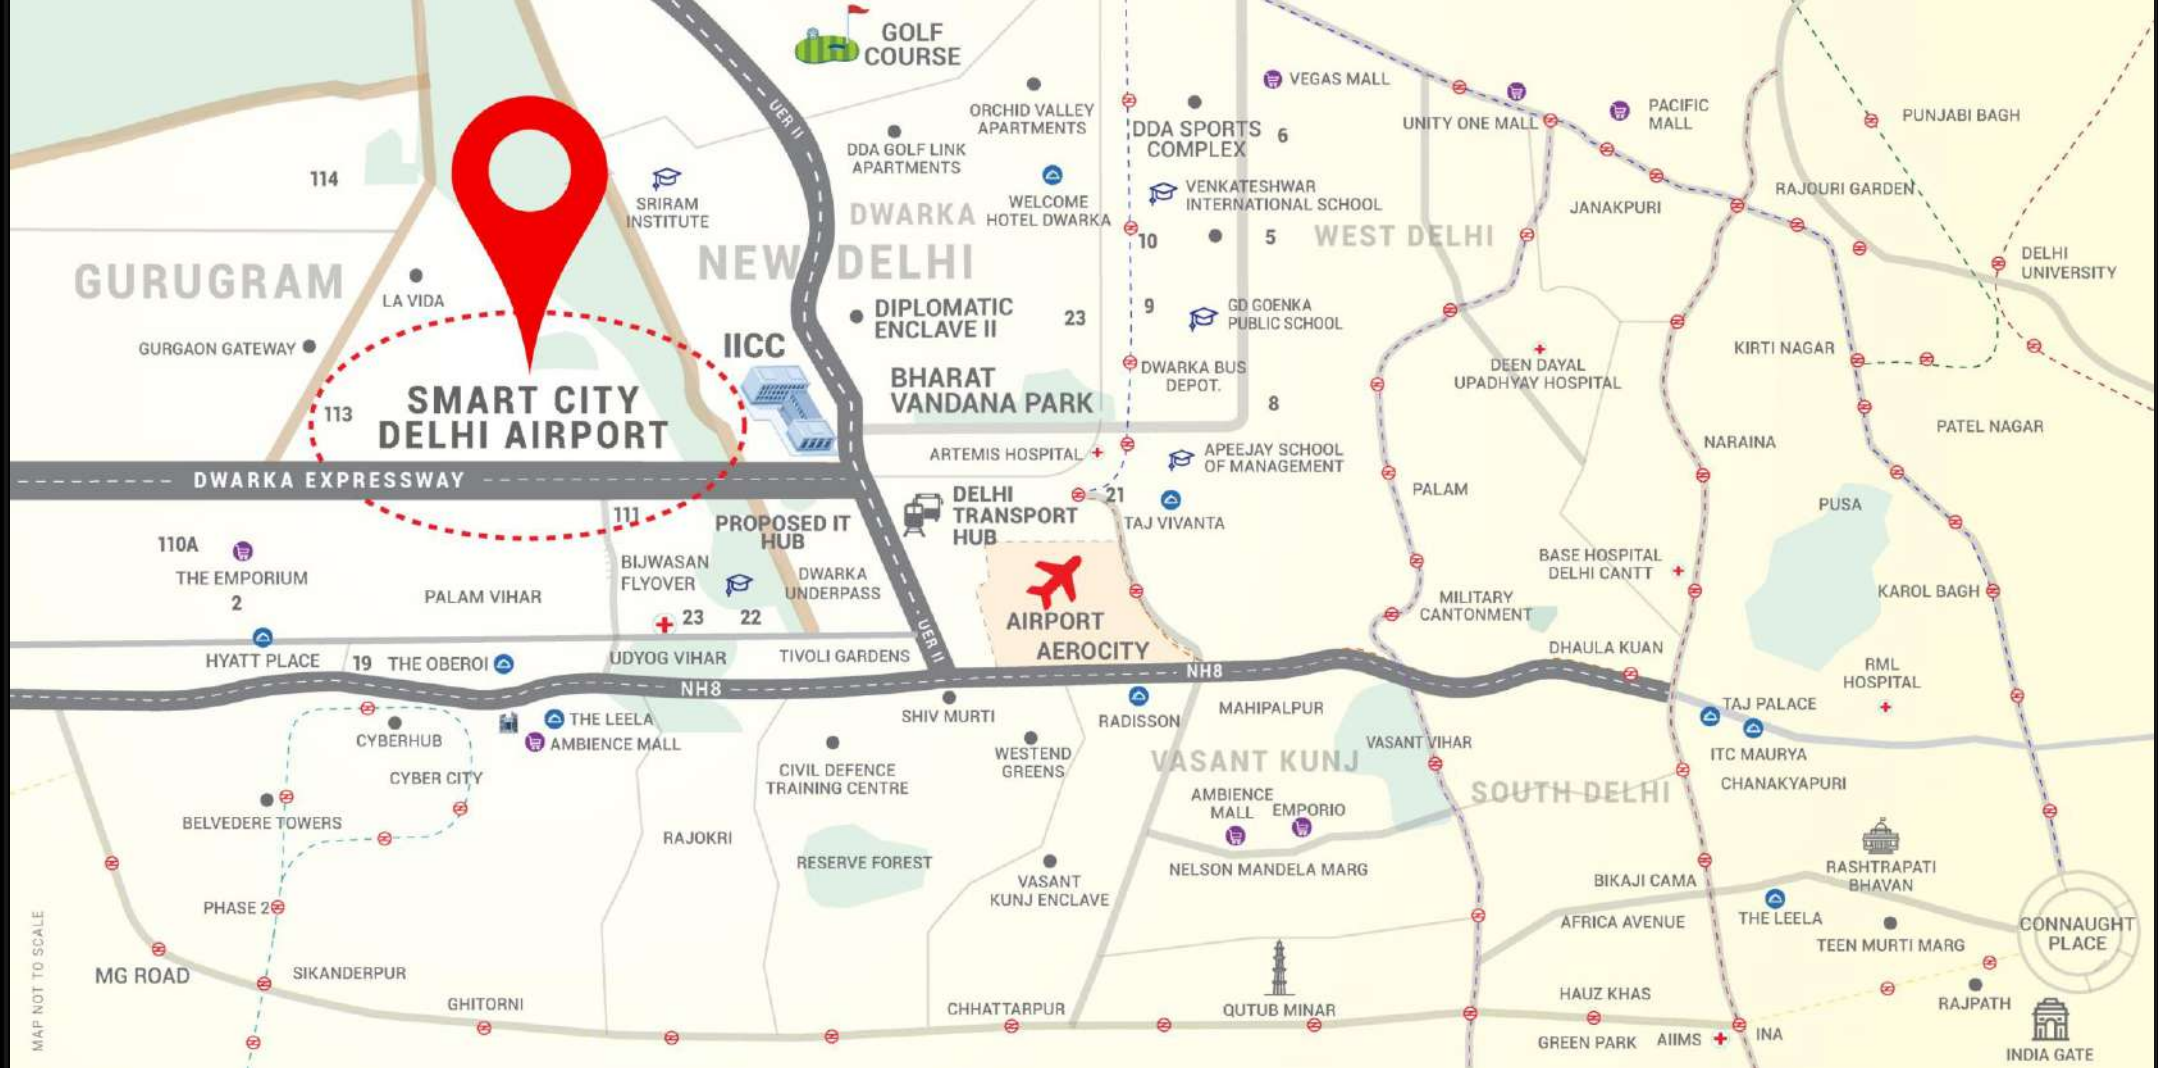 GOLF
COURSE
UER II
VEGAS MALL
ORCHID VALLEY
APARTMENTS
DDA SPORTS
COMPLEX
6
UNITY ONE MALL
PACIFIC
MALL
PUNJABI BAGH
DDA GOLF LINK
APARTMENTS
114
SRIRAM
INSTITUTE
WELCOME
HOTEL DWARKA
VENKATESHWAR
INTERNATIONAL SCHOOL
JANAKPURI
RAJOURI GARDEN
DWARKA
NEW DELHI
10
5
WEST DELHI
DELHI
UNIVERSITY
GURUGRAM
LA VIDA
DIPLOMATIC
ENCLAVE II
23
9
GD GOENKA
PUBLIC SCHOOL
GURGAON GATEWAY
IICC
DWARKA BUS
DEPOT.
DEEN DAYAL
UPADHYAY HOSPITAL
KIRTI NAGAR
BHARAT
VANDANA PARK
8
113
SMART CITY
DELHI AIRPORT
PATEL NAGAR
NARAINA
ARTEMIS HOSPITAL
APEEJAY SCHOOL
OF MANAGEMENT
DWARKA EXPRESSWAY
PALAM
DELHI
TRANSPORT
HUB
21
TAJ VIVANTA
PUSA
111
PROPOSED IT
HUB
110A
THE EMPORIUM
2
BIJWASAN
FLYOVER
DWARKA
UNDERPASS
PALAM VIHAR
23
22
BASE HOSPITAL
DELHI CANTT
KAROL BAGH
MILITARY
CANTONMENT
AIRPORT
AEROCITY
UER II
HYATT PLACE
19
THE OBEROI
UDYOG VIHAR
TIVOLI GARDENS
DHAULA KUAN
RML
HOSPITAL
NH8
NH8
THE LEELA
AMBIENCE MALL
SHIV MURTI
RADISSON
MAHIPALPUR
TAJ PALACE
CYBERHUB
CYBER CITY
WESTEND
GREENS
VASANT KUNJ
VASANT VIHAR
ITC MAURYA
CHANAKYAPURI
CIVIL DEFENCE
TRAINING CENTRE
AMBIENCE
MALL
EMPORIO
SOUTH DELHI
BELVEDERE TOWERS
RAJOKRI
RESERVE FOREST
NELSON MANDELA MARG
VASANT
KUNJ ENCLAVE
BIKAJI CAMA
RASHTRAPATI
BHAVAN
PHASE 2
AFRICA AVENUE
THE LEELA
CONNAUGHT
PLACE
TEEN MURTI MARG
MG ROAD
SIKANDERPUR
GHITORNI
CHHATTARPUR
QUTUB MINAR
HAUZ KHAS
RAJPATH
GREEN PARK
AIIMS
INA
INDIA GATE
MAP NOT TO SCALE